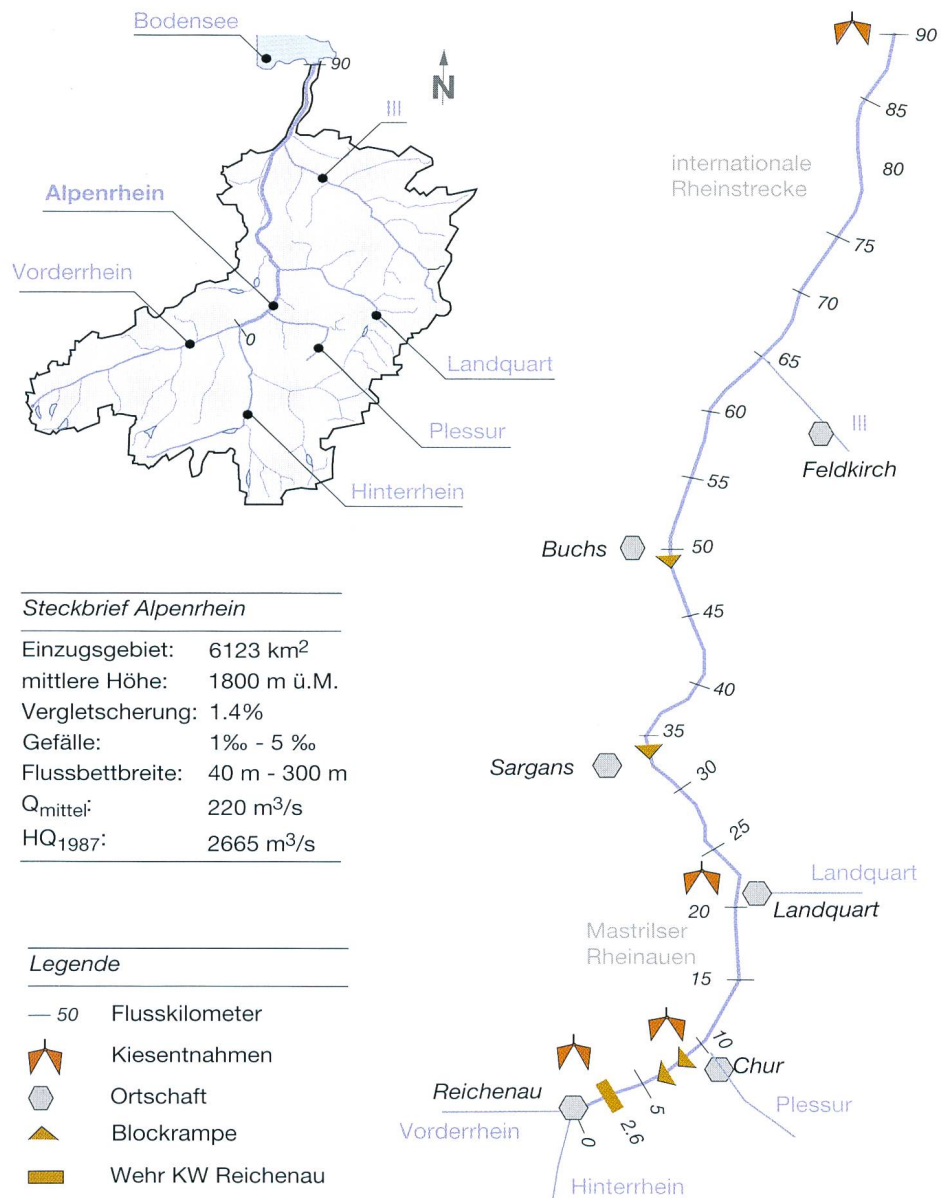 Bodensee
90
N
III
Alpenrhein
Vorderrhein
0
Landquart
Plessur
Hinterrhein
Steckbrief Alpenrhein
Einzugsgebiet: 6123 km²
mittlere Höhe: 1800 m ü.M.
Vergletscherung: 1.4%
Gefälle: 1‰ - 5 ‰
Flussbettbreite: 40 m - 300 m
Qmittel: 220 m³/s
HQ1987: 2665 m³/s
Legende
50 Flusskilometer
Kiesentnahmen
Ortschaft
Blockrampe
Wehr KW Reichenau
90
85
internationale
Rheinstrecke
80
75
70
65
60
Ill
Feldkirch
55
Buchs
50
45
40
35
Sargans
30
25
Landquart
Landquart
20
Mastrilser
Rheinauen
15
10
Chur
Plessur
Reichenau
5
2.6
0
Vorderrhein
Hinterrhein